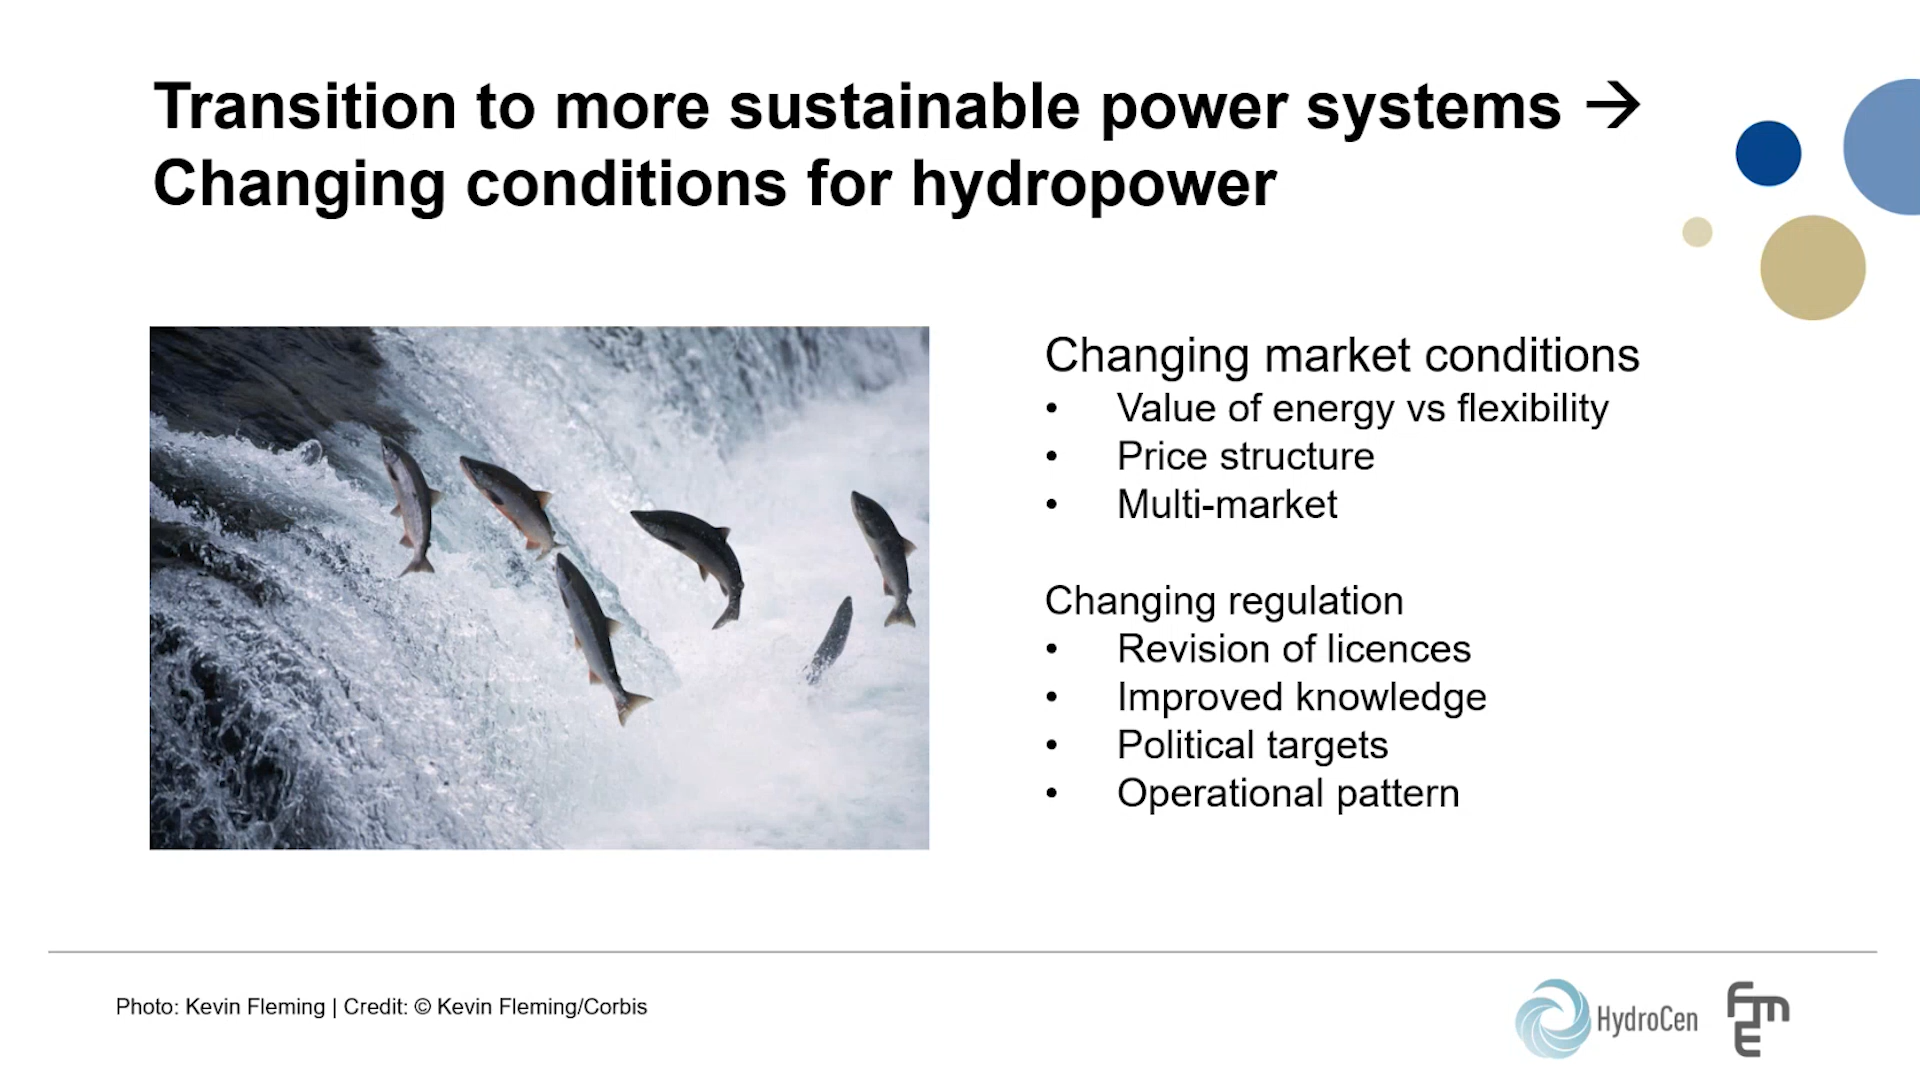 Transition to more sustainable power systems →
Changing conditions for hydropower
Changing market conditions
• Value of energy vs flexibility
• Price structure
• Multi-market
Changing regulation
• Revision of licences
• Improved knowledge
• Political targets
• Operational pattern
Photo: Kevin Fleming | Credit: © Kevin Fleming/Corbis
HydroCen
fme